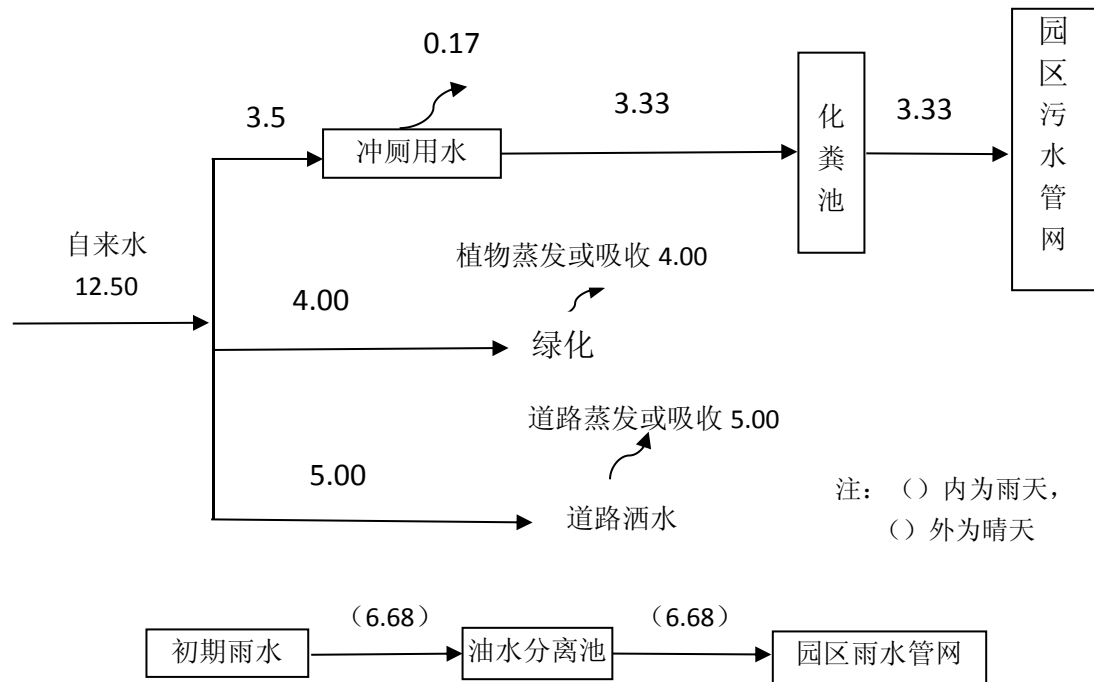 0.17
3.5
冲厕用水
3.33
化粪池
3.33
园区污水管网
自来水
12.50
植物蒸发或吸收 4.00
4.00
绿化
道路蒸发或吸收 5.00
5.00
道路洒水
注：（）内为雨天，
（）外为晴天
（6.68）
（6.68）
初期雨水
油水分离池
园区雨水管网